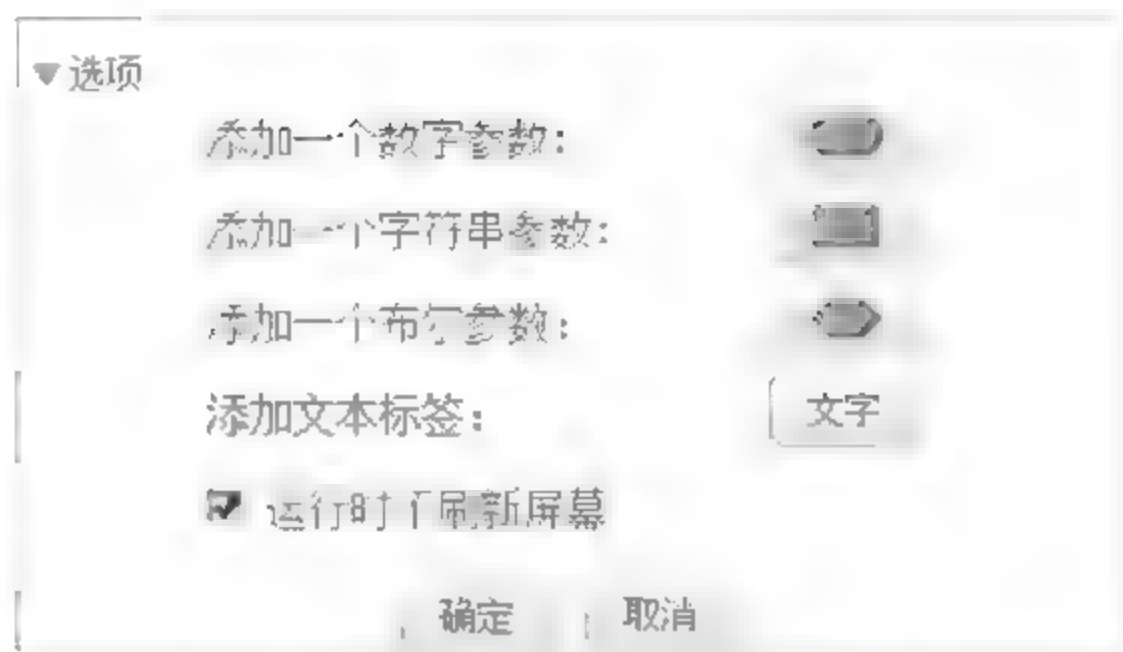 选项
添加一个数字参数：
添加一个字符串参数：
添加一个布尔参数：
添加文本标签：
文字
运行时不刷新屏幕
确定
取消